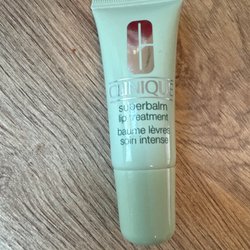 CLINIQUE
superbalm
lip treatment
baume lèvres
soin intense